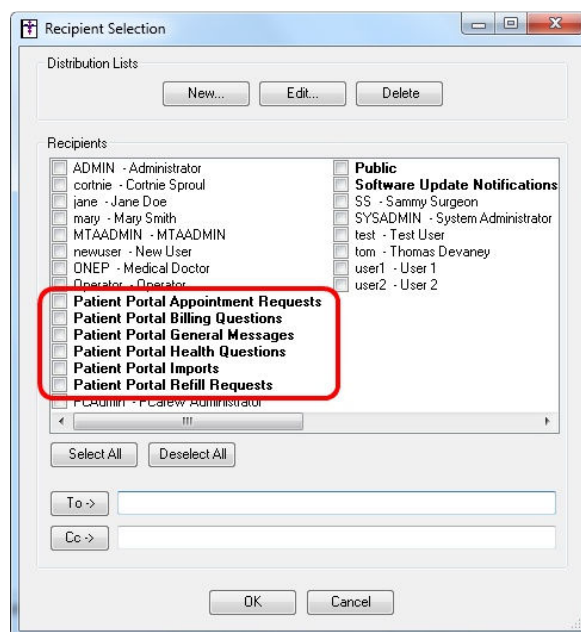 Recipient Selection
Distribution Lists
New... Edit... Delete
Recipients
ADMIN - Administrator
cortnie - Cortnie Sproul
jane - Jane Doe
mary - Mary Smith
MTAADMIN - MTAADMIN
newuser - New User
ONEP - Medical Doctor
Operator - Operator
Patient Portal Appointment Requests
Patient Portal Billing Questions
Patient Portal General Messages
Patient Portal Health Questions
Patient Portal Imports
Patient Portal Refill Requests
PCAdmin - PCarew Administrator
Public
Software Update Notifications
SS - Sammy Surgeon
SYSADMIN - System Administrator
test - Test User
tom - Thomas Devaney
user1 - User 1
user2 - User 2
Select All Deselect All
To ->
Cc ->
OK Cancel